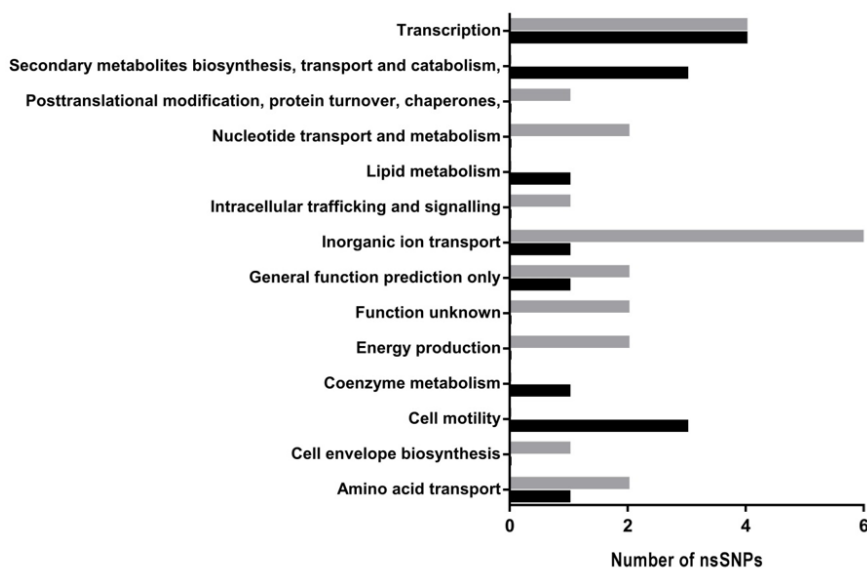 Transcription
Secondary metabolites biosynthesis, transport and catabolism,
Posttranslational modification, protein turnover, chaperones,
Nucleotide transport and metabolism
Lipid metabolism
Intracellular trafficking and signalling
Inorganic ion transport
General function prediction only
Function unknown
Energy production
Coenzyme metabolism
Cell motility
Cell envelope biosynthesis
Amino acid transport
0 2 4 6
Number of nsSNPs